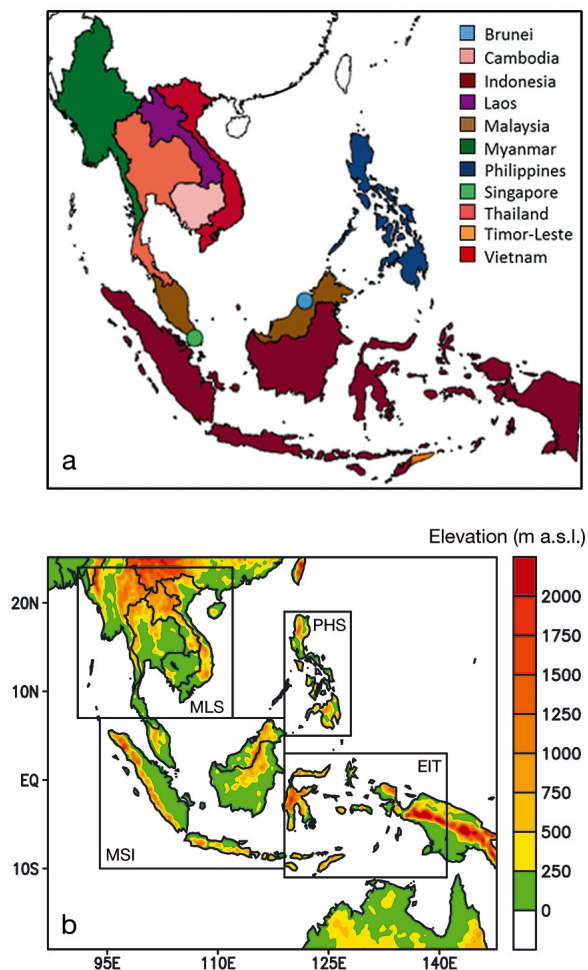 Brunei
Cambodia
Indonesia
Laos
Malaysia
Myanmar
Philippines
Singapore
Thailand
Timor-Leste
Vietnam
a
Elevation (m a.s.l.)
2000
1750
1500
1250
1000
750
500
250
0
20N
10N
EQ
10S
PHS
MLS
EIT
MSI
b
95E 110E 125E 140E